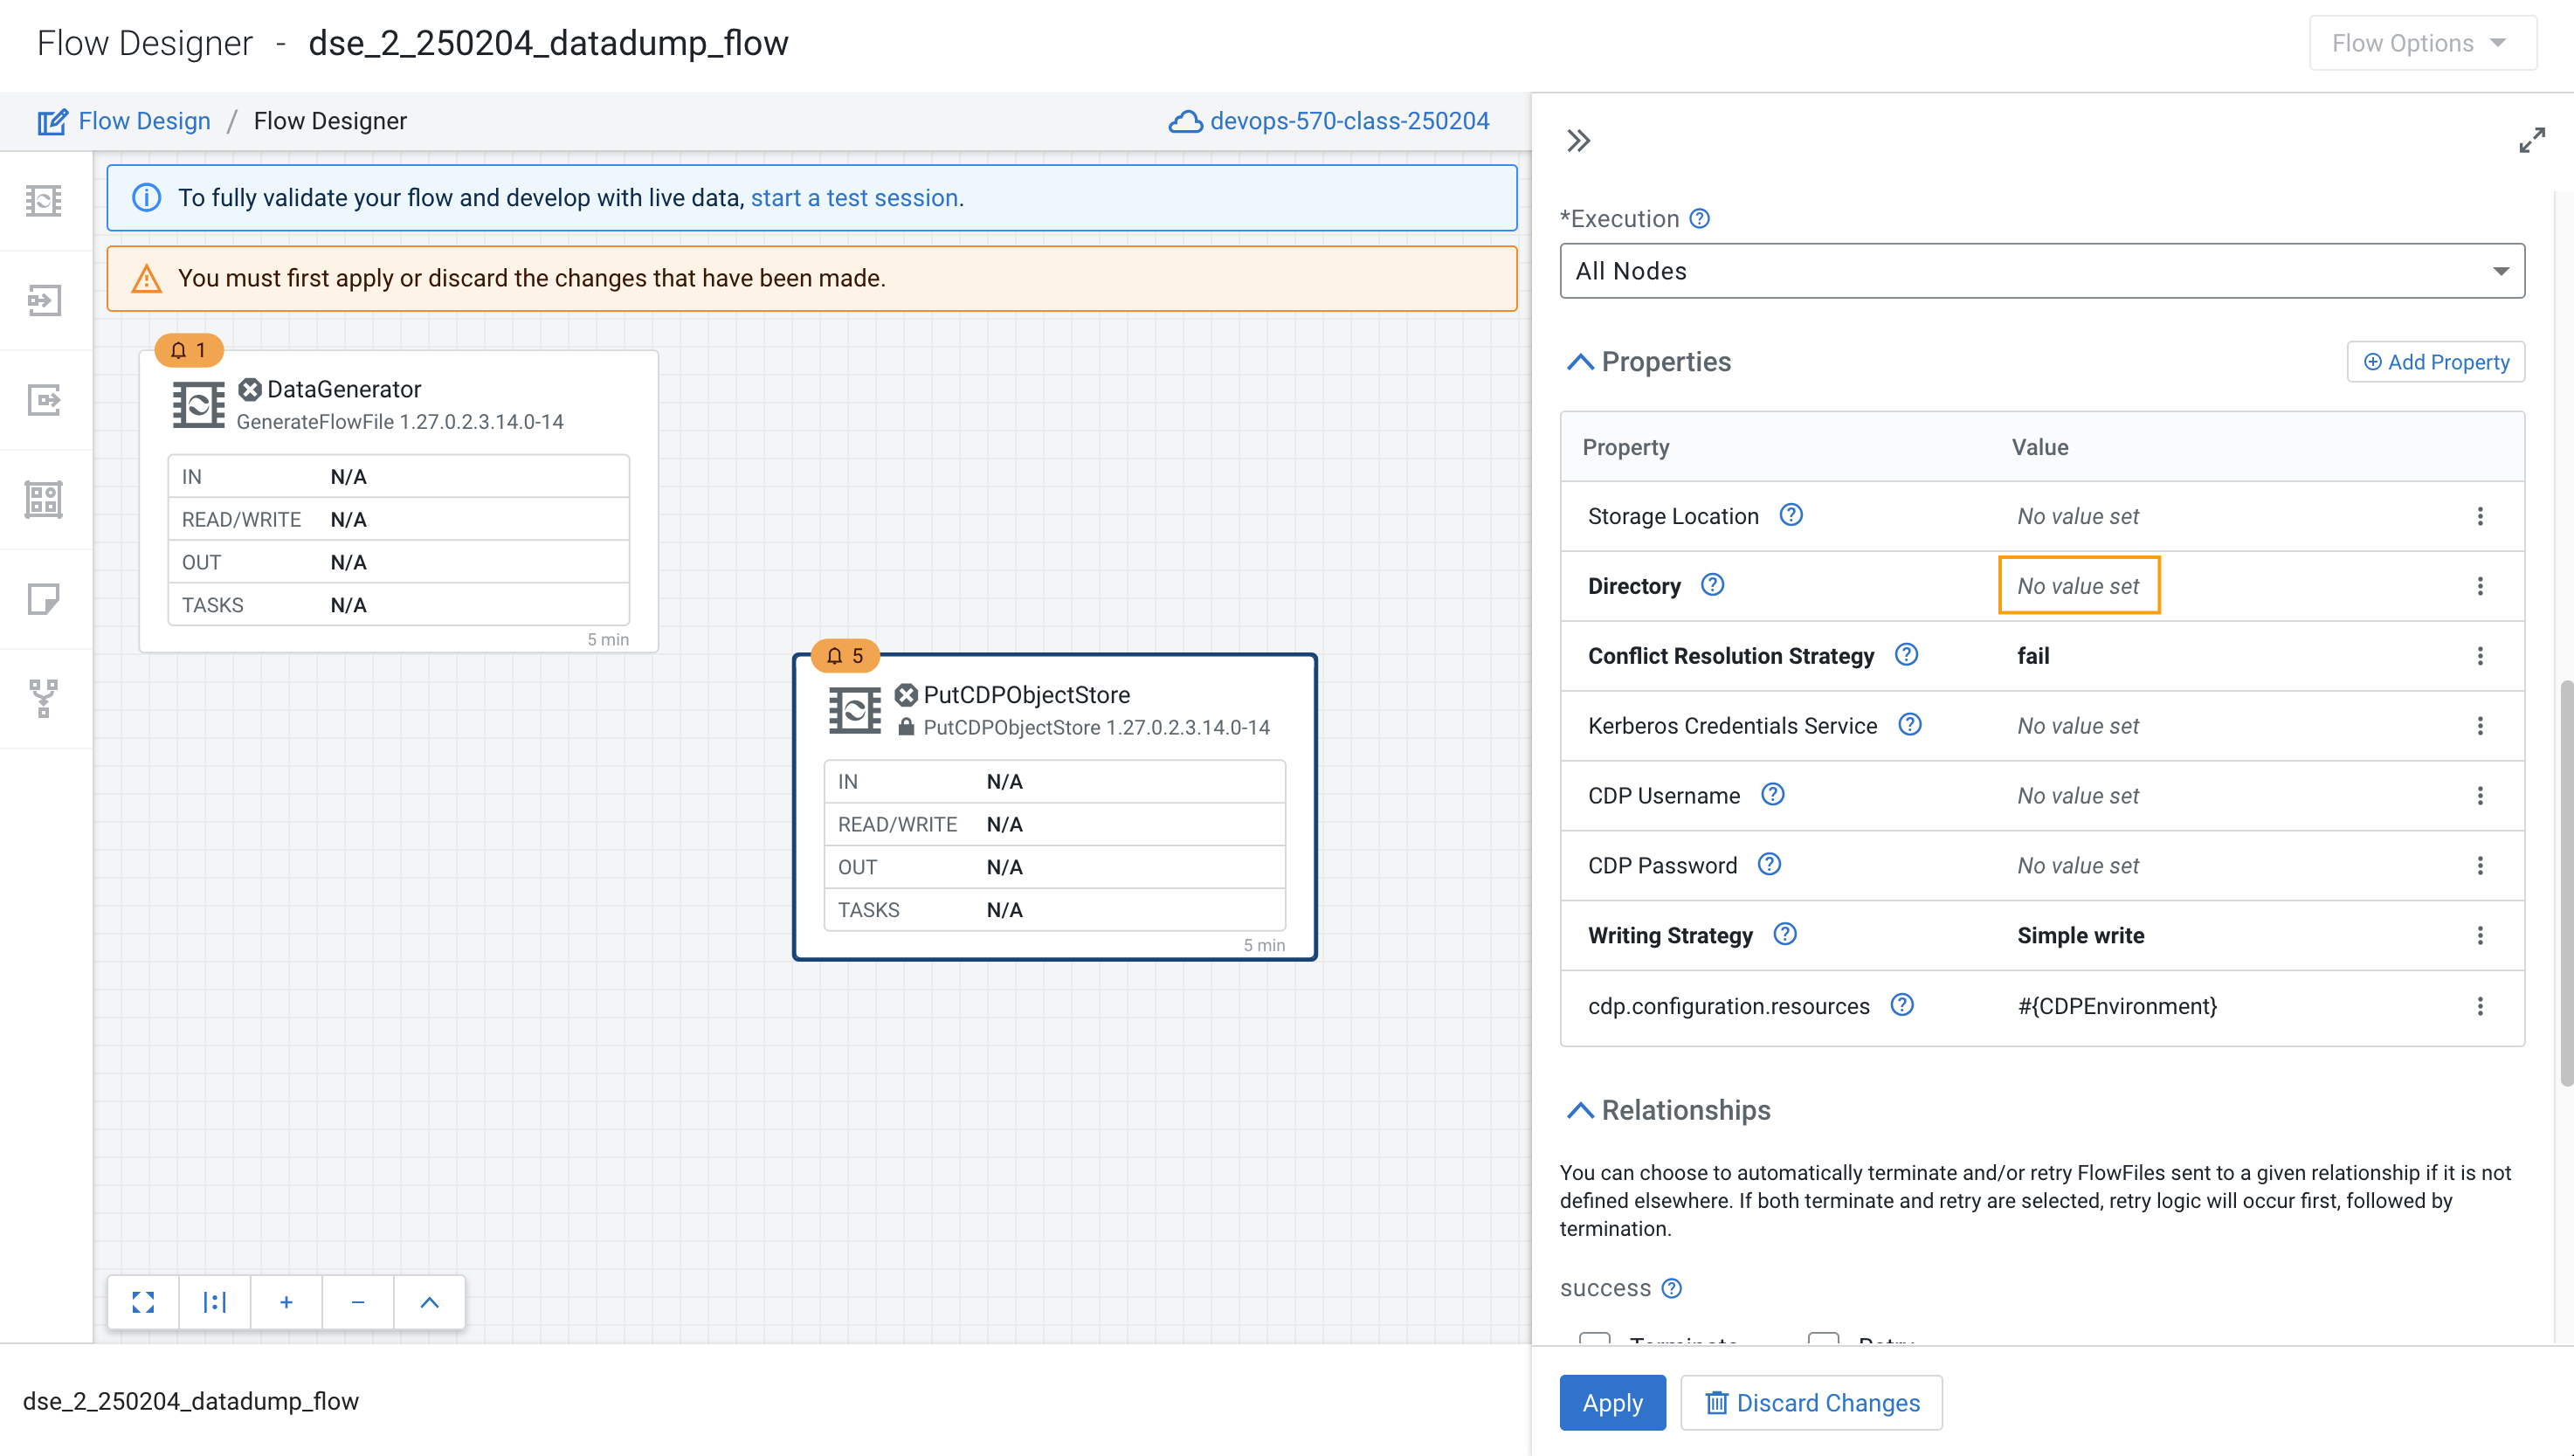 Flow Designer - dse_2_250204_datadump_flow
Flow Options
Flow Design / Flow Designer
devops-570-class-250204
To fully validate your flow and develop with live data, start a test session.
You must first apply or discard the changes that have been made.
1
DataGenerator
GenerateFlowFile 1.27.0.2.3.14.0-14
IN N/A
READ/WRITE N/A
OUT N/A
TASKS N/A
5 min
5
PutCDPObjectStore
PutCDPObjectStore 1.27.0.2.3.14.0-14
IN N/A
READ/WRITE N/A
OUT N/A
TASKS N/A
5 min
*Execution
All Nodes
Properties
Add Property
Property Value
Storage Location No value set
Directory No value set
Conflict Resolution Strategy fail
Kerberos Credentials Service No value set
CDP Username No value set
CDP Password No value set
Writing Strategy Simple write
cdp.configuration.resources #{CDPEnvironment}
Relationships
You can choose to automatically terminate and/or retry FlowFiles sent to a given relationship if it is not
defined elsewhere. If both terminate and retry are selected, retry logic will occur first, followed by
termination.
success
Terminate Retry
Apply
Discard Changes
dse_2_250204_datadump_flow